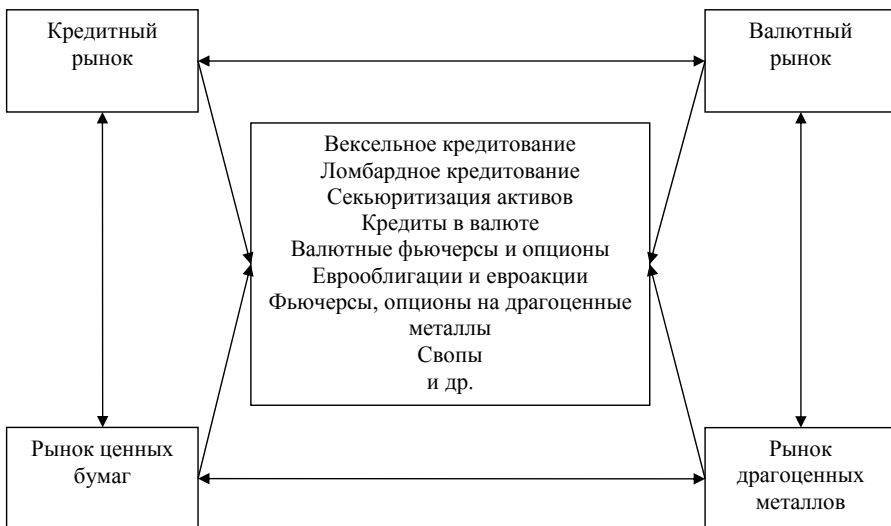 Кредитный
рынок
Валютный
рынок
Вексельное кредитование
Ломбардное кредитование
Секьюритизация активов
Кредиты в валюте
Валютные фьючерсы и опционы
Еврооблигации и евроакции
Фьючерсы, опционы на драгоценные
металлы
Свопы
и др.
Рынок ценных
бумаг
Рынок
драгоценных
металлов